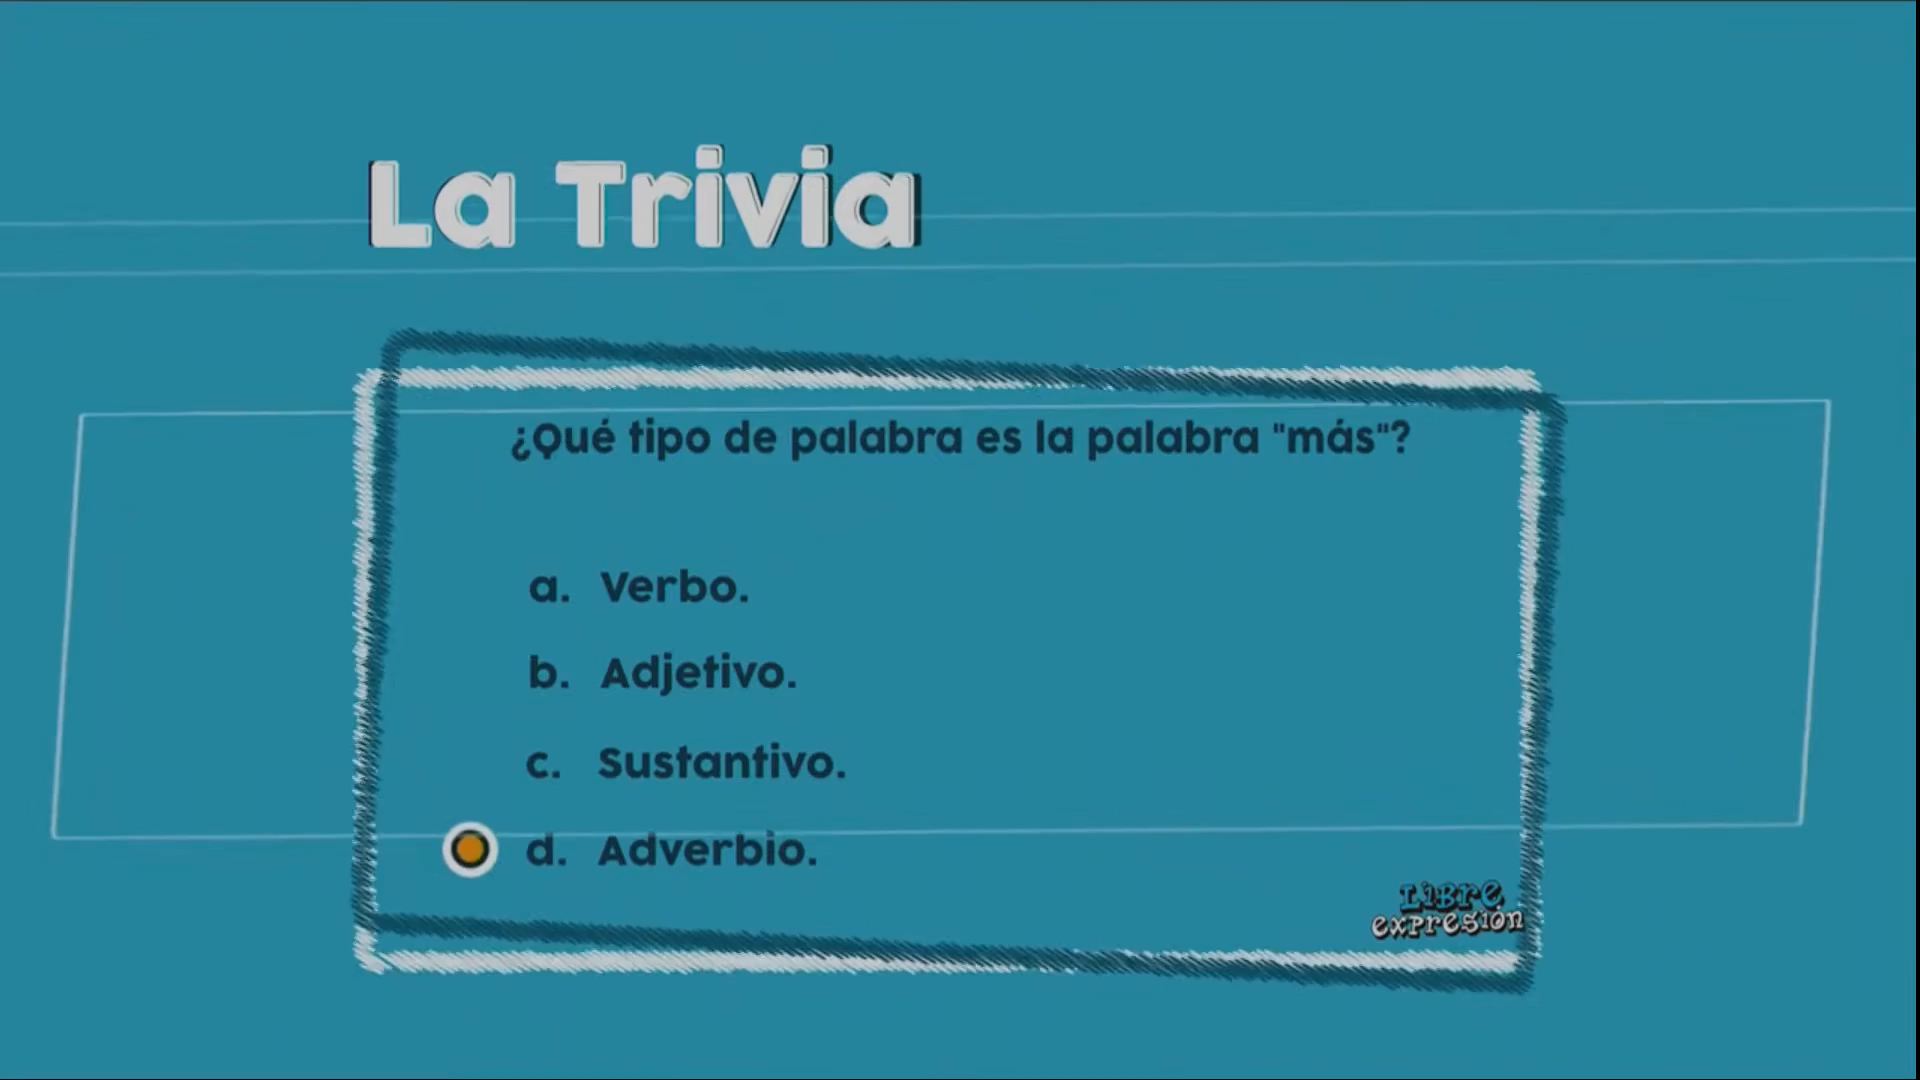 La Trivia
¿Qué tipo de palabra es la palabra "más"?
a. Verbo.
b. Adjetivo.
c. Sustantivo.
d. Adverbio.
LiBre
expresión